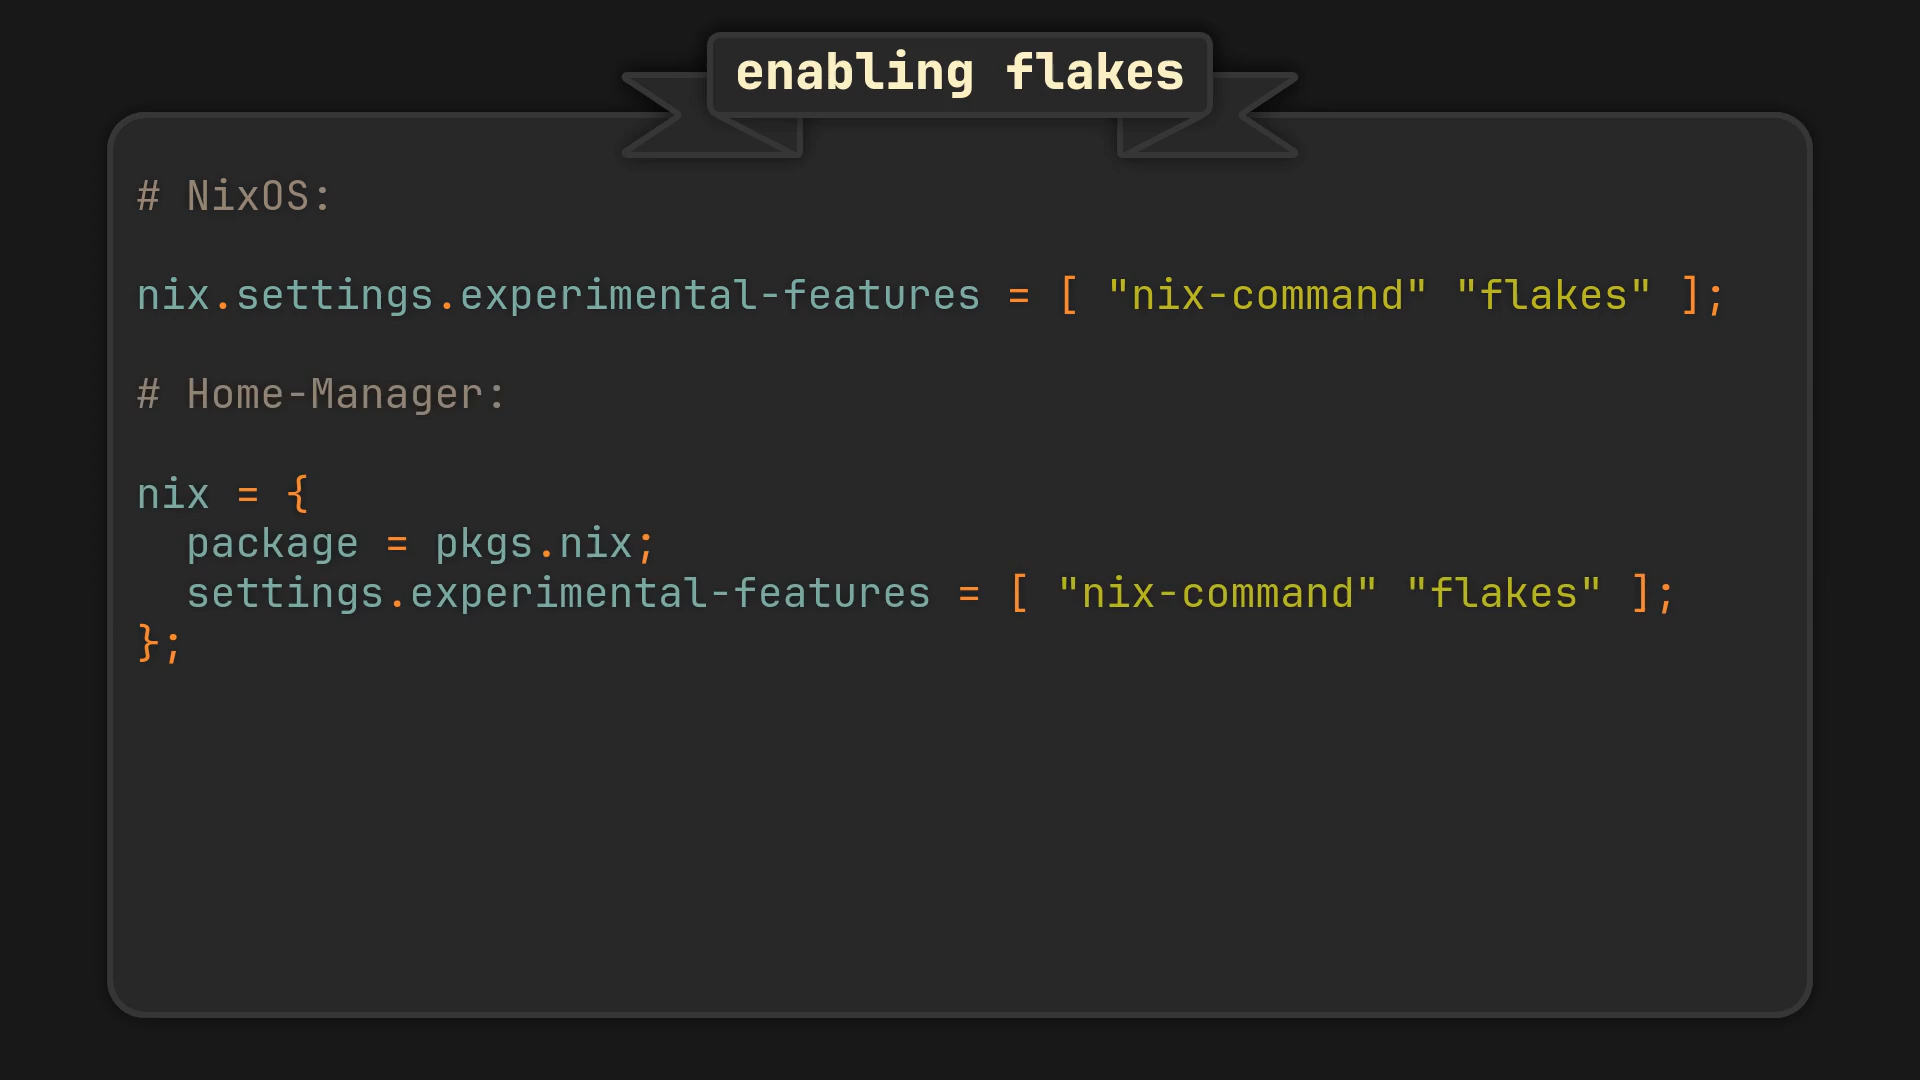 enabling flakes
# NixOS:
nix.settings.experimental-features = [ "nix-command" "flakes" ];
# Home-Manager:
nix = {
  package = pkgs.nix;
  settings.experimental-features = [ "nix-command" "flakes" ];
};